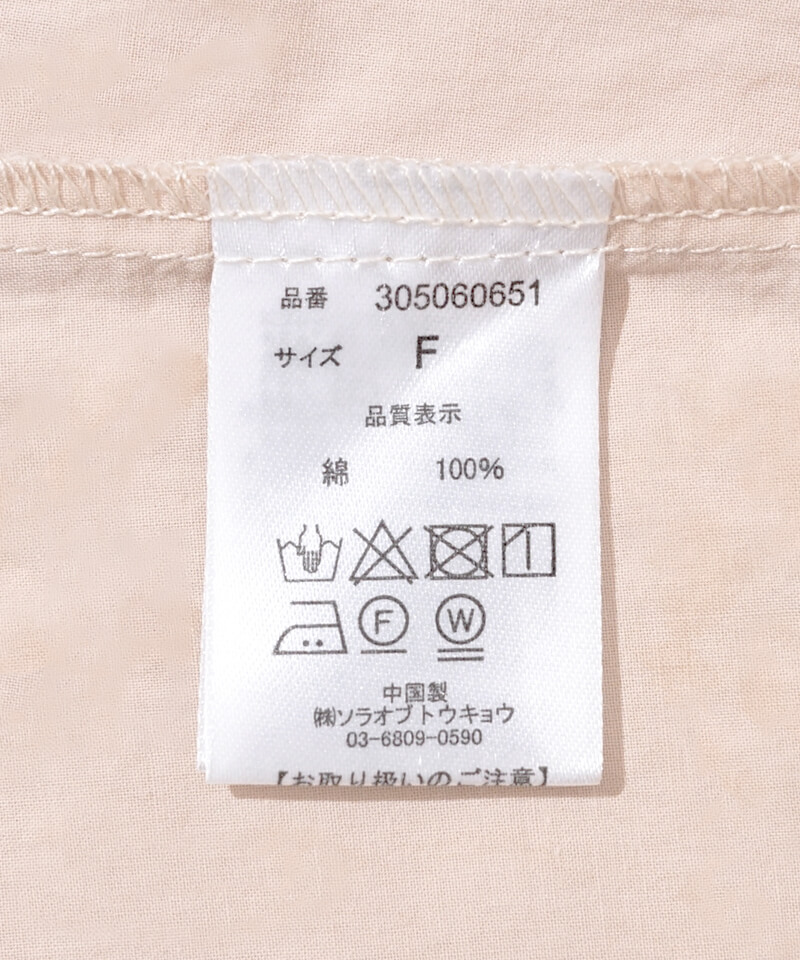 品番 305060651
サイズ F
品質表示
綿 100%
F W
中国製
㈱ソラオブトウキョウ
03-6809-0590
【お取り扱いのご注意】